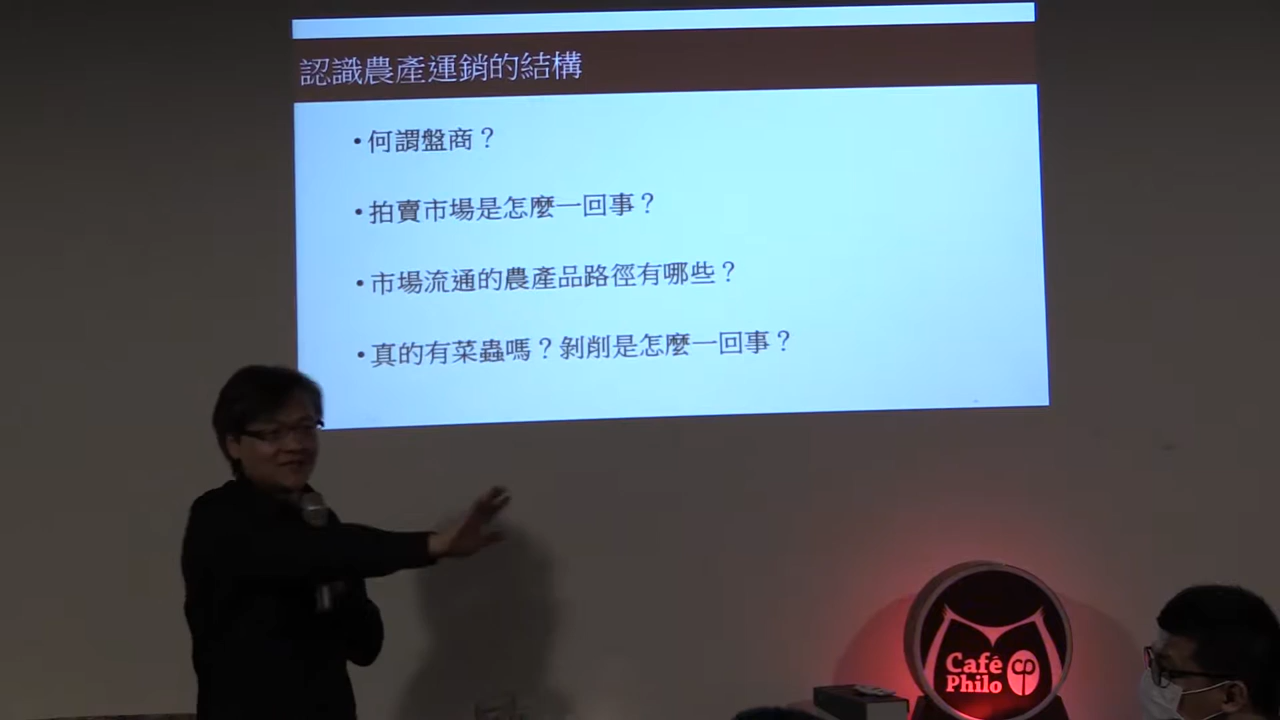 認識農產運銷的結構
• 何謂盤商？
• 拍賣市場是怎麼一回事？
• 市場流通的農產品路徑有哪些？
• 真的有菜蟲嗎？剝削是怎麼一回事？
Café
Philo
cp